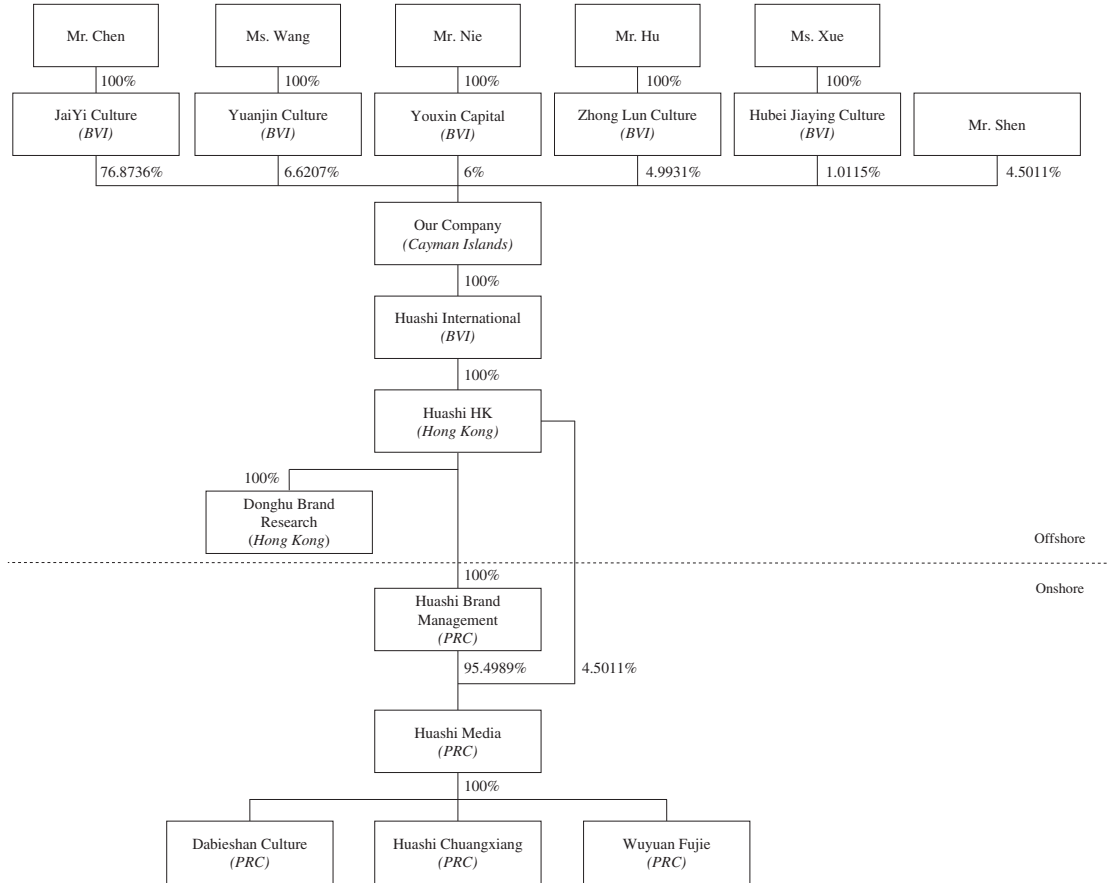 Mr. Chen
Ms. Wang
Mr. Nie
Mr. Hu
Ms. Xue
100%
100%
100%
100%
100%
JaiYi Culture
(BVI)
Yuanjin Culture
(BVI)
Youxin Capital
(BVI)
Zhong Lun Culture
(BVI)
Hubei Jiaying Culture
(BVI)
Mr. Shen
76.8736%
6.6207%
6%
4.9931%
1.0115%
4.5011%
Our Company
(Cayman Islands)
100%
Huashi International
(BVI)
100%
Huashi HK
(Hong Kong)
100%
Donghu Brand
Research
(Hong Kong)
Offshore
Onshore
100%
Huashi Brand
Management
(PRC)
95.4989%
4.5011%
Huashi Media
(PRC)
100%
Dabieshan Culture
(PRC)
Huashi Chuangxiang
(PRC)
Wuyuan Fujie
(PRC)